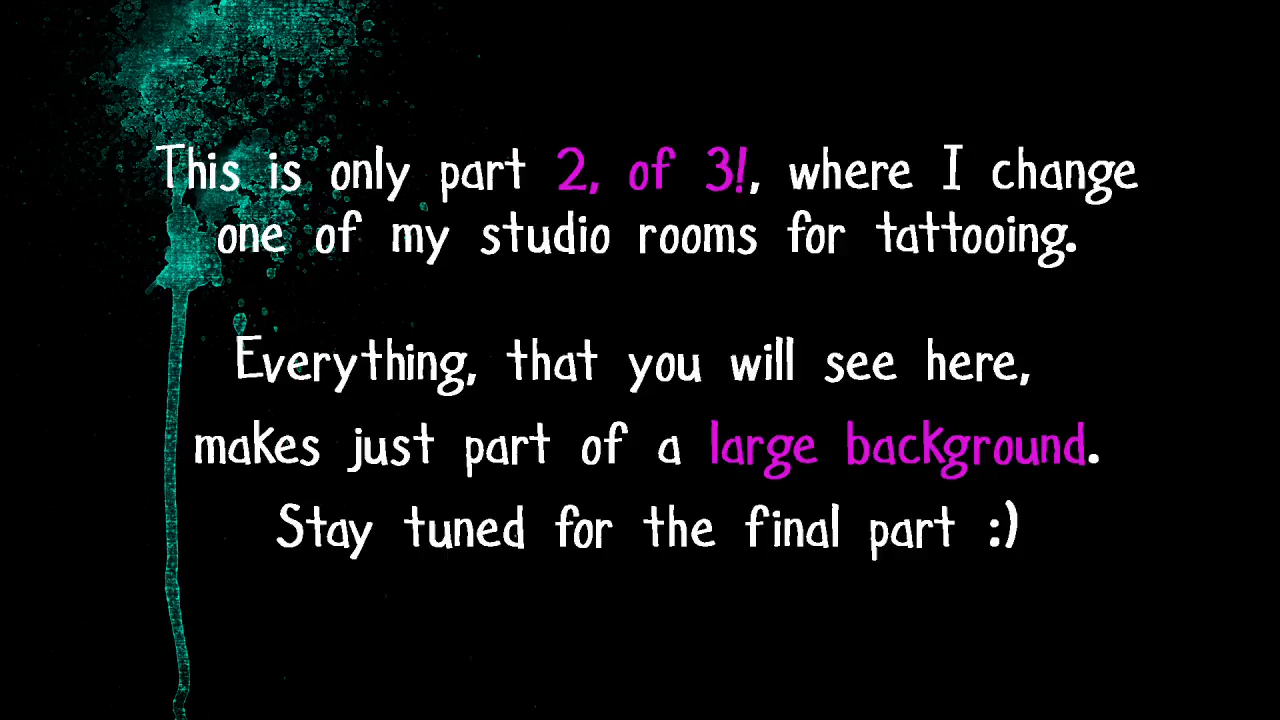 This is only part 2, of 3!, where I change
one of my studio rooms for tattooing.
Everything, that you will see here,
makes just part of a large background.
Stay tuned for the final part :)